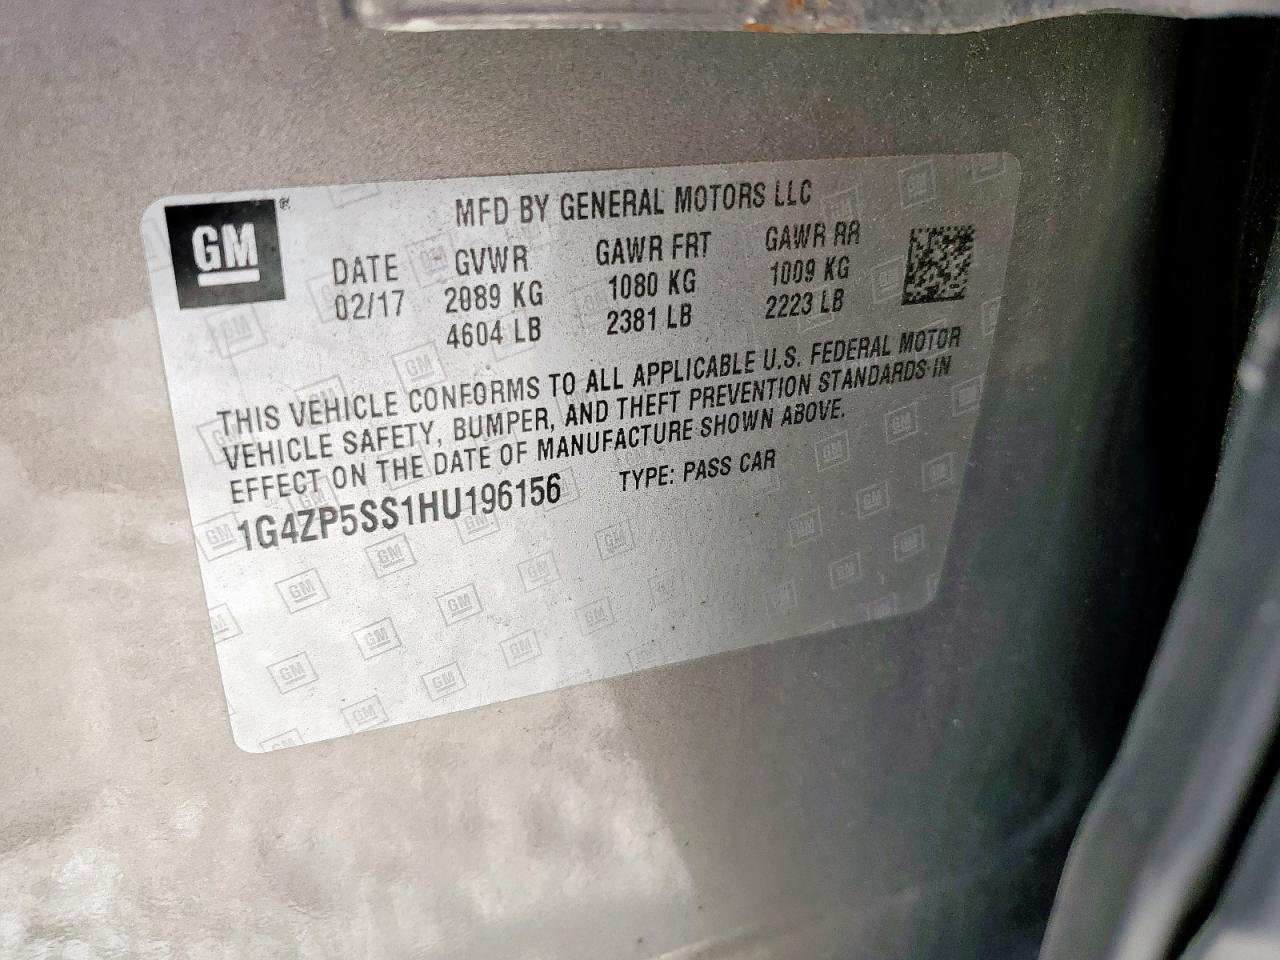 GM ®
MFD BY GENERAL MOTORS LLC
DATE GVWR GAWR FRT GAWR RR
02/17 2089 KG 1080 KG 1009 KG
4604 LB 2381 LB 2223 LB
THIS VEHICLE CONFORMS TO ALL APPLICABLE U.S. FEDERAL MOTOR
VEHICLE SAFETY, BUMPER, AND THEFT PREVENTION STANDARDS IN
EFFECT ON THE DATE OF MANUFACTURE SHOWN ABOVE.
1G4ZP5SS1HU196156 TYPE: PASS CAR